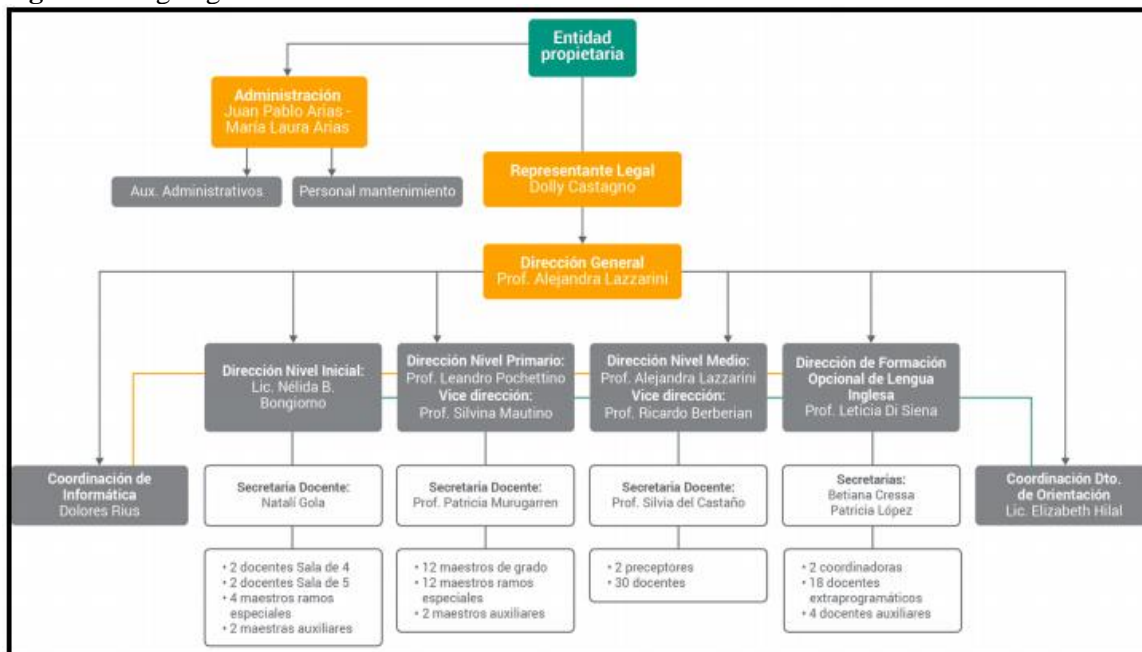 Entidad
propietaria
Administración
Juan Pablo Arias -
María Laura Arias
Aux. Administrativos
Personal mantenimiento
Representante Legal
Dolly Castagno
Dirección General
Prof. Alejandra Lazzarini
Dirección Nivel Inicial:
Lic. Nélida B.
Bongiorno
Dirección Nivel Primario:
Prof. Leandro Pochettino
Vice dirección:
Prof. Silvina Mautino
Dirección Nivel Medio:
Prof. Alejandra Lazzarini
Vice dirección:
Prof. Ricardo Berberian
Dirección de Formación
Opcional de Lengua
Inglesa
Prof. Leticia Di Siena
Coordinación de
Informática
Dolores Rius
Secretaria Docente:
Natalí Gola
Secretaria Docente:
Prof. Patricia Murugarren
Secretaria Docente:
Prof. Silvia del Castaño
Secretarías:
Betiana Cressa
Patricia López
Coordinación Dto.
de Orientación
Lic. Elizabeth Hilal
• 2 docentes Sala de 4
• 2 docentes Sala de 5
• 4 maestros ramos
especiales
• 2 maestras auxiliares
• 12 maestros de grado
• 12 maestros ramos
especiales
• 2 maestros auxiliares
• 2 preceptores
• 30 docentes
• 2 coordinadoras
• 18 docentes
extraprogramáticos
• 4 docentes auxiliares